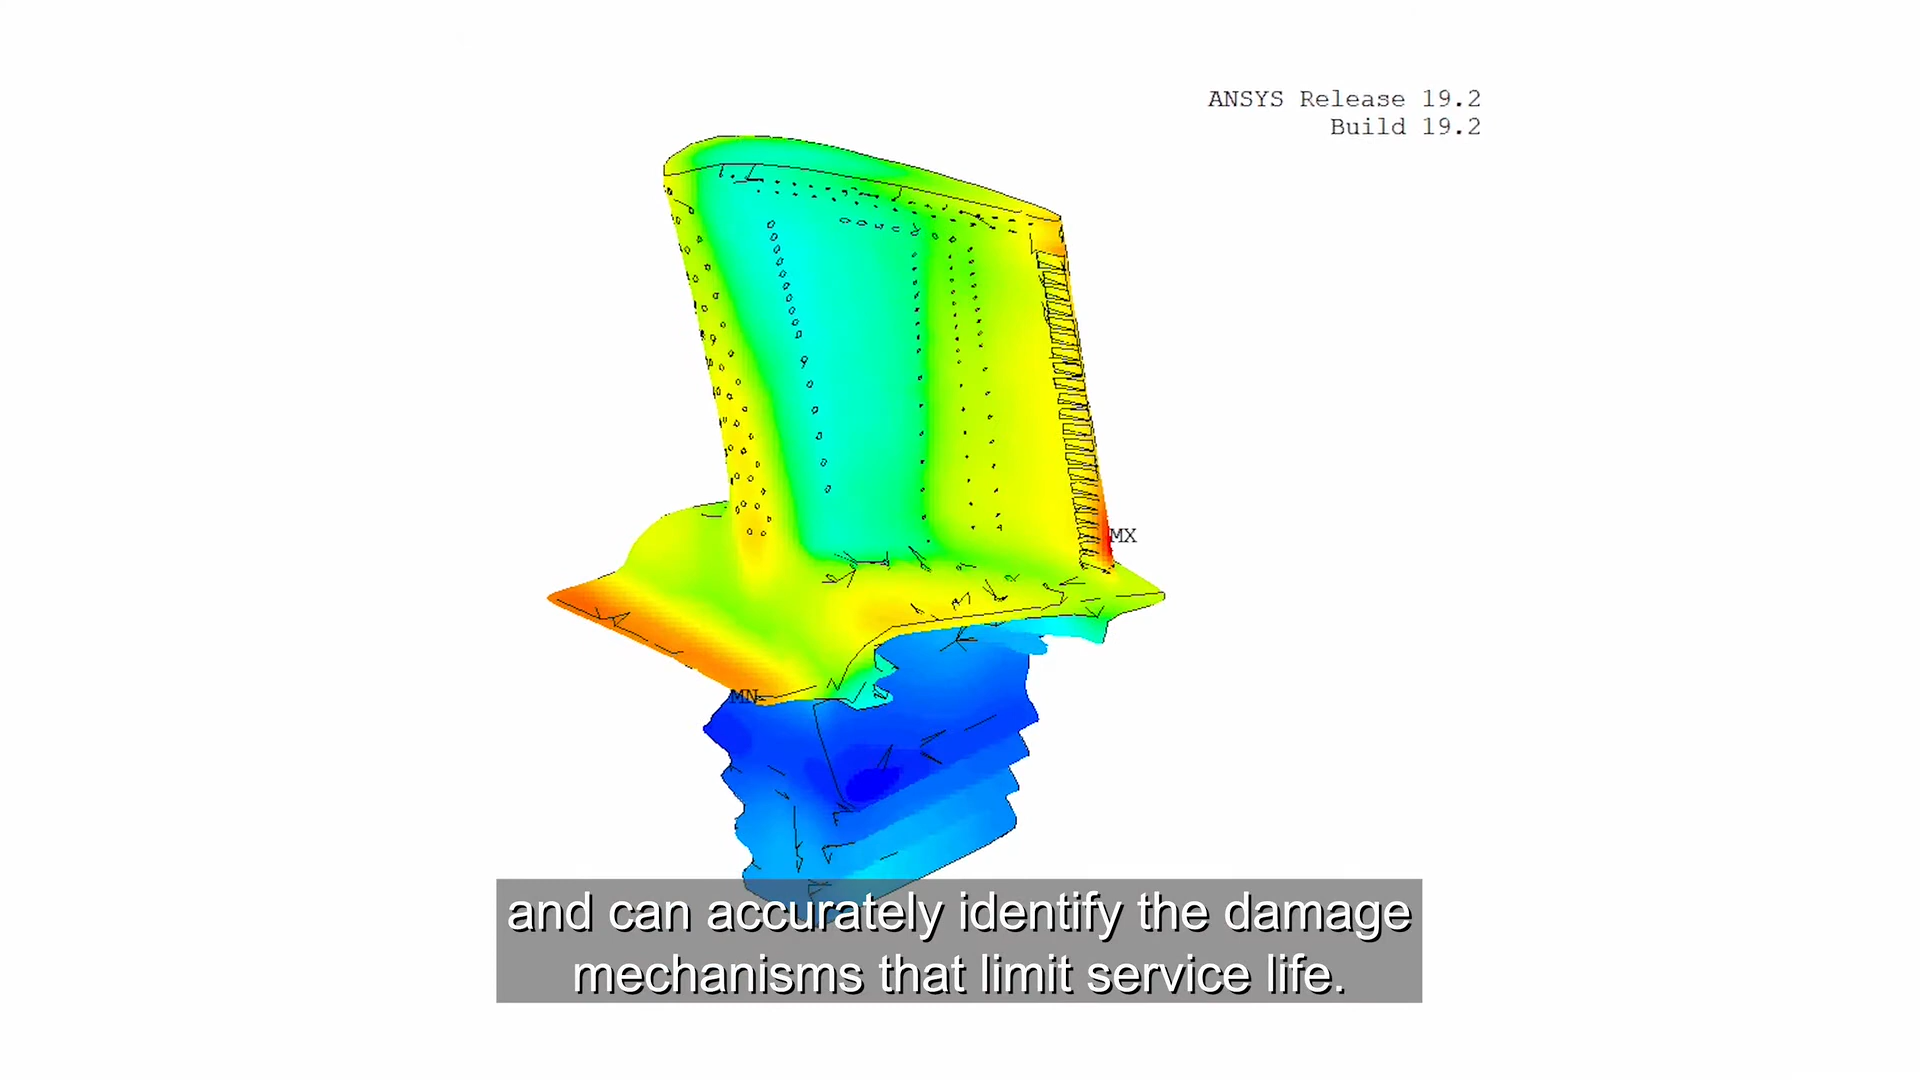 ANSYS Release 19.2
Build 19.2
MX
MN
and can accurately identify the damage
mechanisms that limit service life.